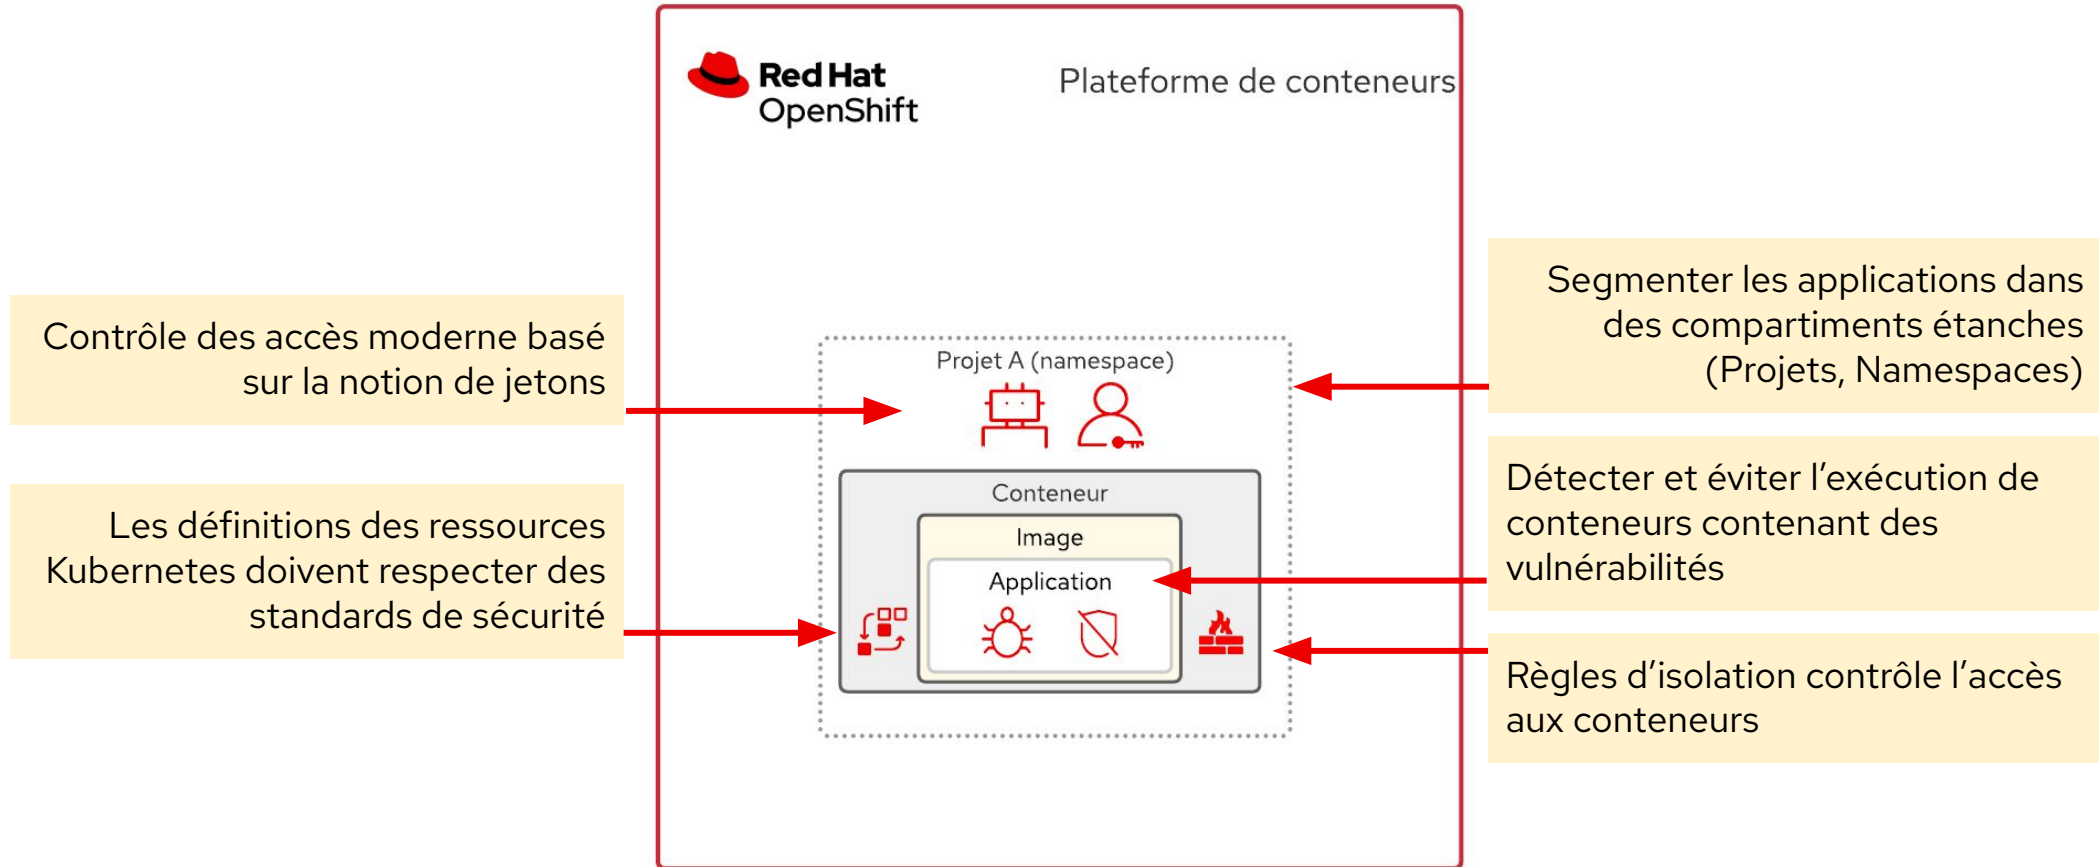 Red Hat
OpenShift
Plateforme de conteneurs
Contrôle des accès moderne basé
sur la notion de jetons
Les définitions des ressources
Kubernetes doivent respecter des
standards de sécurité
Projet A (namespace)
Conteneur
Image
Application
Segmenter les applications dans
des compartiments étanches
(Projets, Namespaces)
Détecter et éviter l’exécution de
conteneurs contenant des
vulnérabilités
Règles d’isolation contrôle l’accès
aux conteneurs